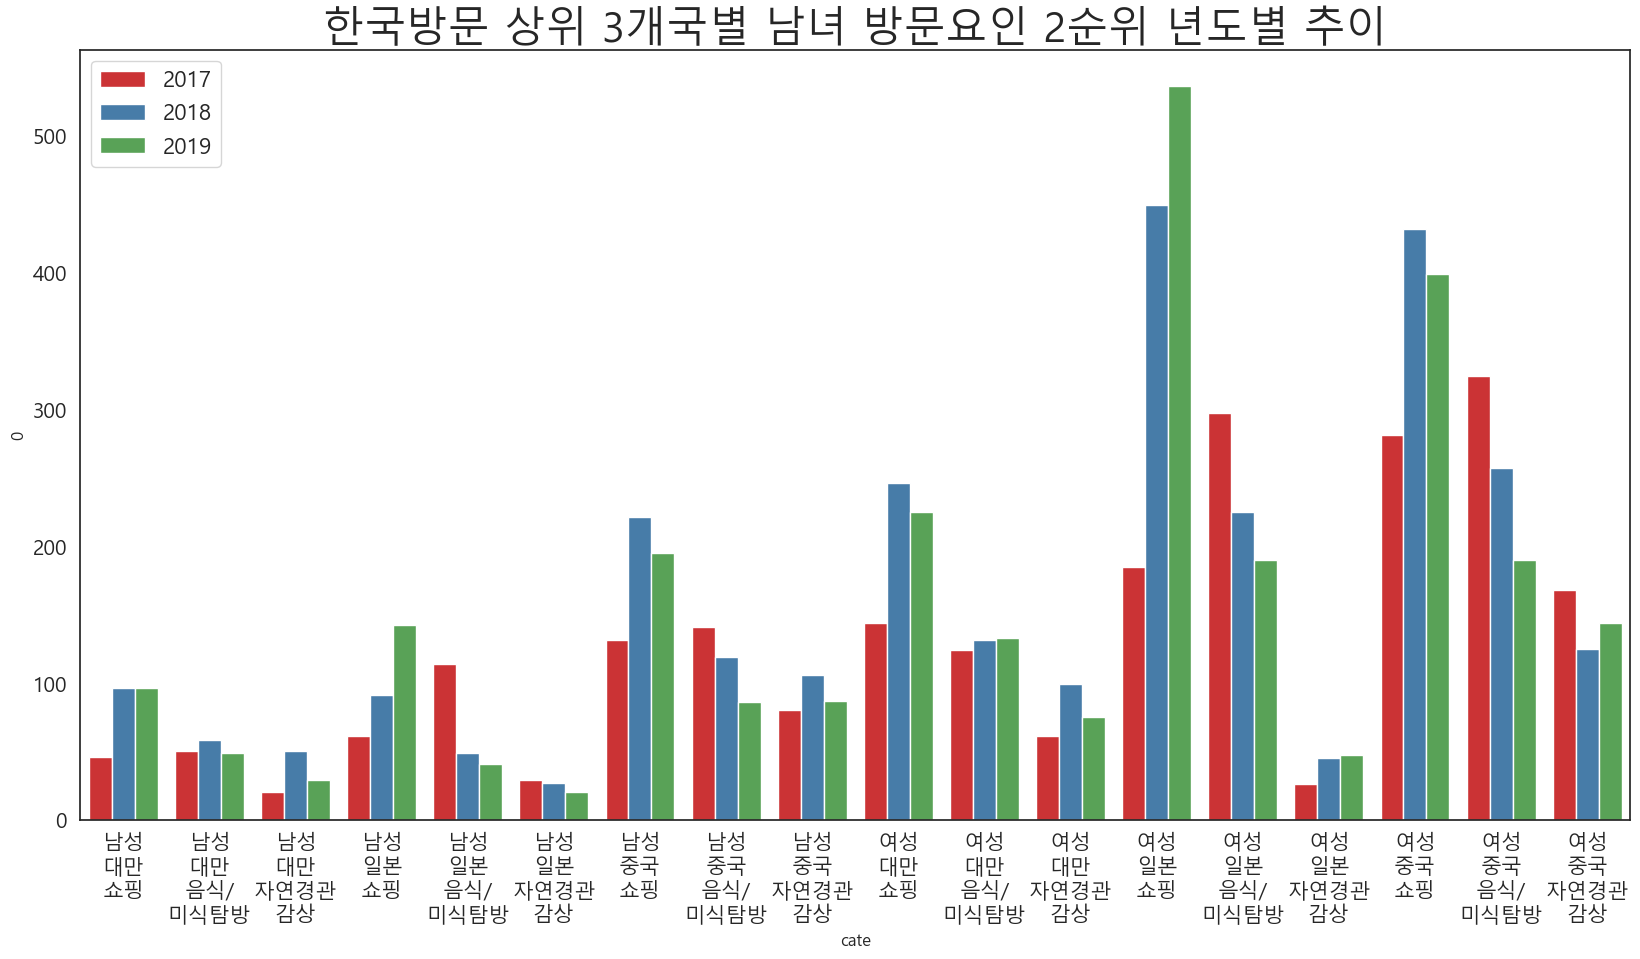 한국방문 상위 3개국별 남녀 방문요인 2순위 년도별 추이
2017
2018
2019
500
400
300
200
100
0
0
남성
대만
쇼핑
남성
대만
음식/
미식탐방
남성
대만
자연경관
감상
남성
일본
쇼핑
남성
일본
음식/
미식탐방
남성
일본
자연경관
감상
남성
중국
쇼핑
남성
중국
음식/
미식탐방
남성
중국
자연경관
감상
여성
대만
쇼핑
여성
대만
음식/
미식탐방
여성
대만
자연경관
감상
여성
일본
쇼핑
여성
일본
음식/
미식탐방
여성
일본
자연경관
감상
여성
중국
쇼핑
여성
중국
음식/
미식탐방
여성
중국
자연경관
감상
cate